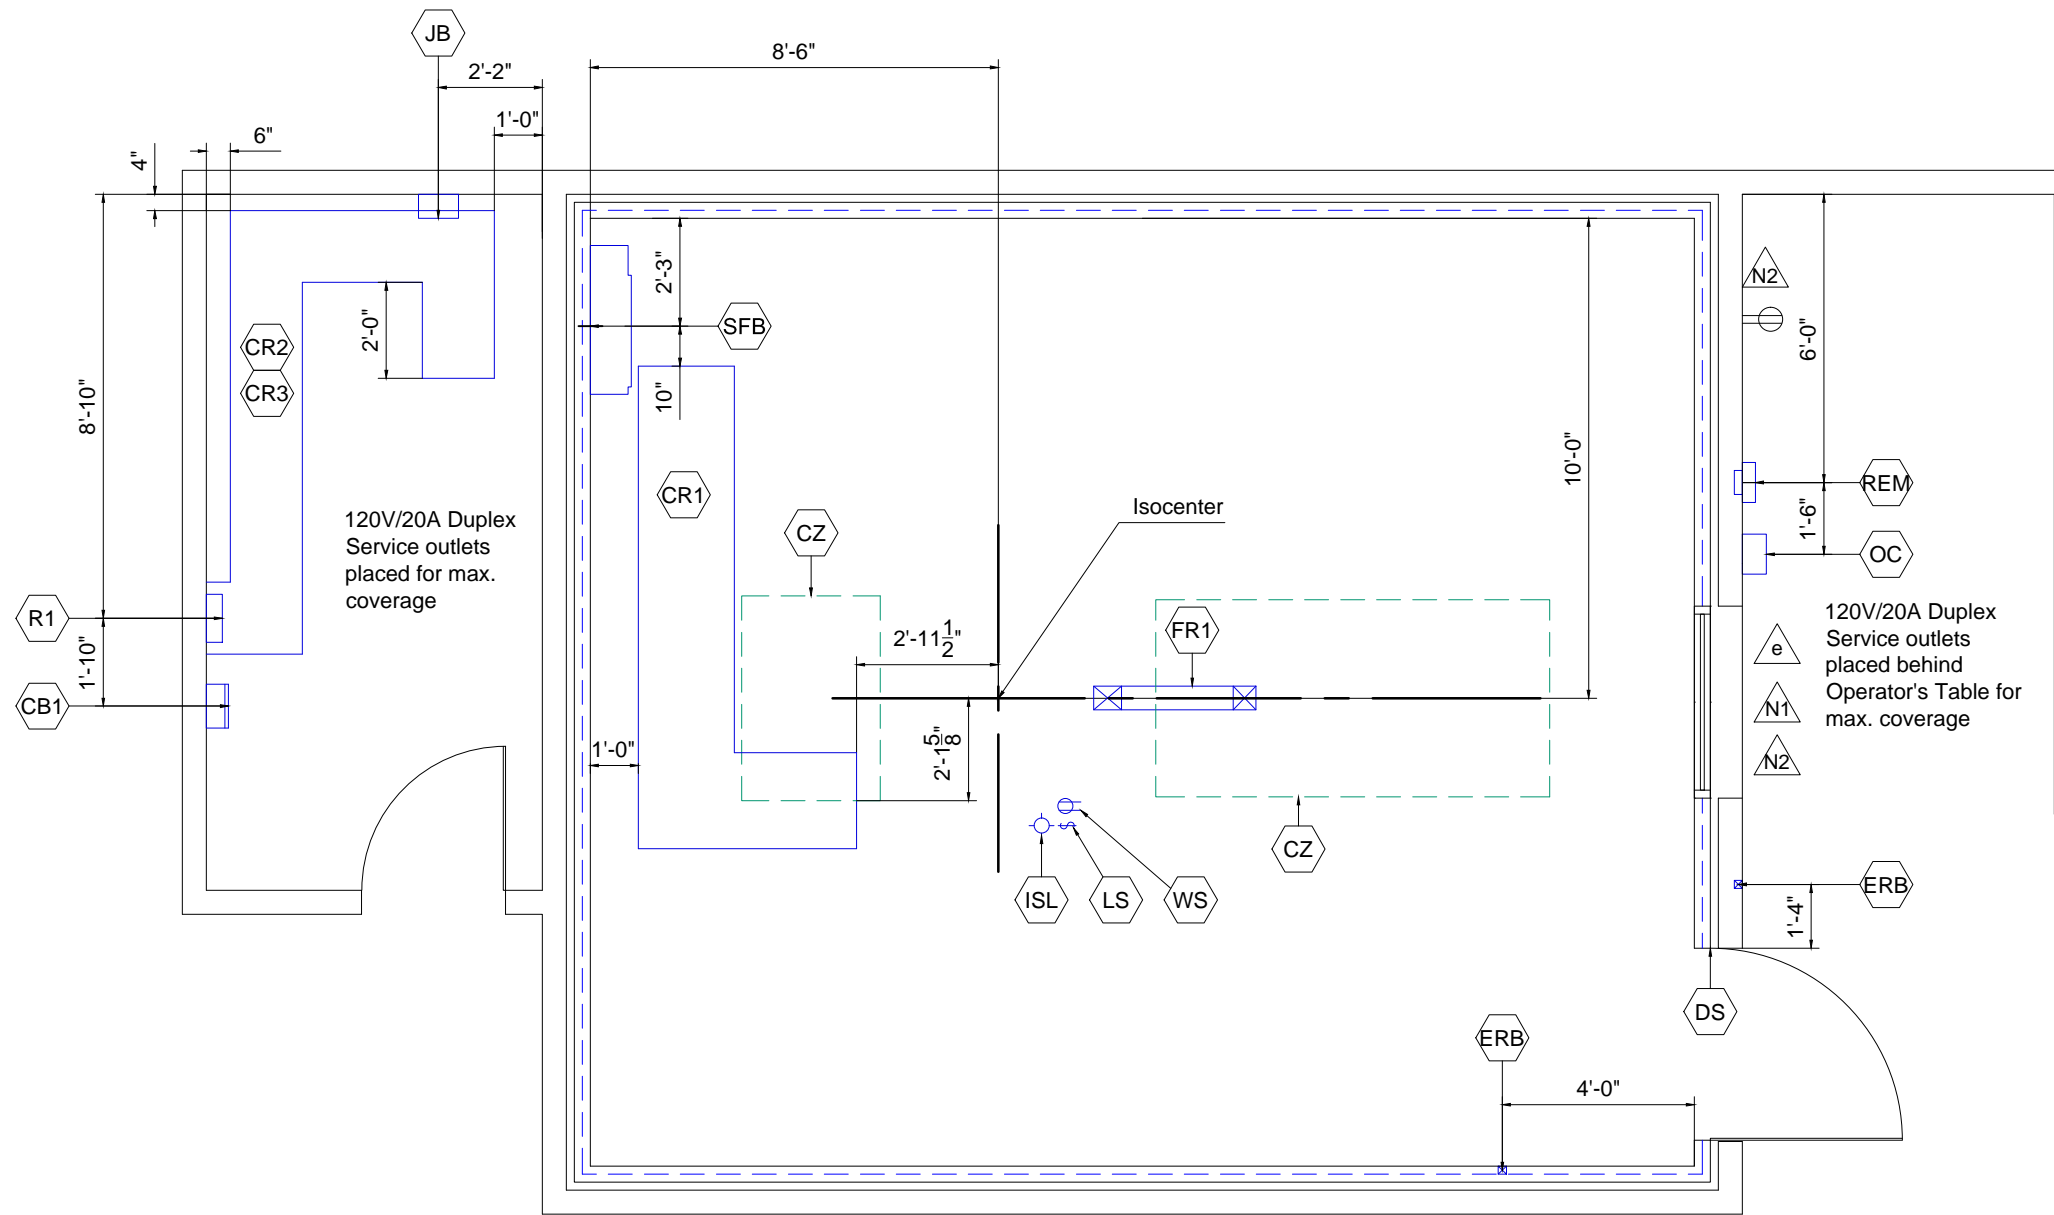 JB
8'-6"
2'-2"
1'-0"
6"
4"
N2
2'-3"
SFB
2'-0"
6'-0"
CR2
CR3
10"
8'-10"
10'-0"
CR1
REM
Isocenter
1'-6"
120V/20A Duplex
Service outlets
placed for max.
coverage
CZ
OC
R1
FR1
120V/20A Duplex
Service outlets
placed behind
Operator's Table for
max. coverage
2'-11 1/2"
e
1'-10"
CB1
N1
1'-0"
2'-1 5/8"
N2
CZ
ISL
LS
WS
ERB
1'-4"
DS
ERB
4'-0"